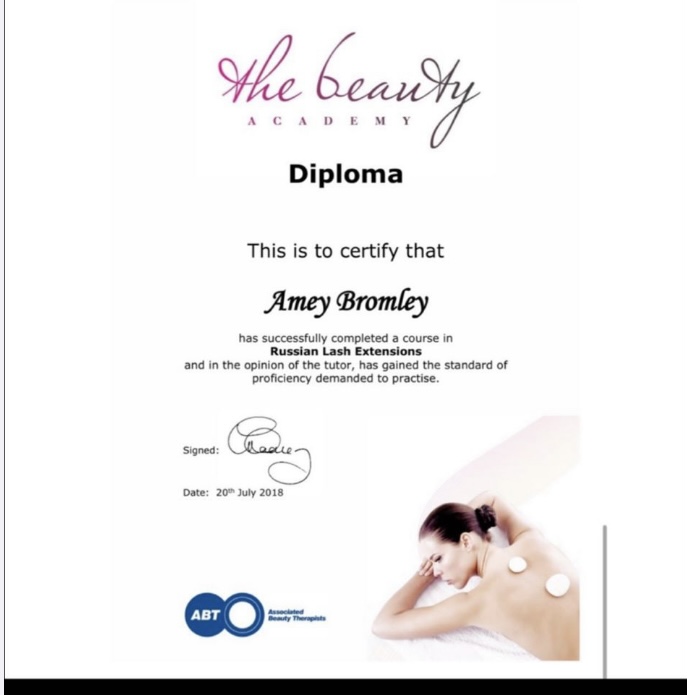 the beauty
ACADEMY
Diploma
This is to certify that
Amey Bromley
has successfully completed a course in
Russian Lash Extensions
and in the opinion of the tutor, has gained the standard of
proficiency demanded to practise.
Signed:
Date: 20th July 2018
ABT Associated
Beauty Therapists